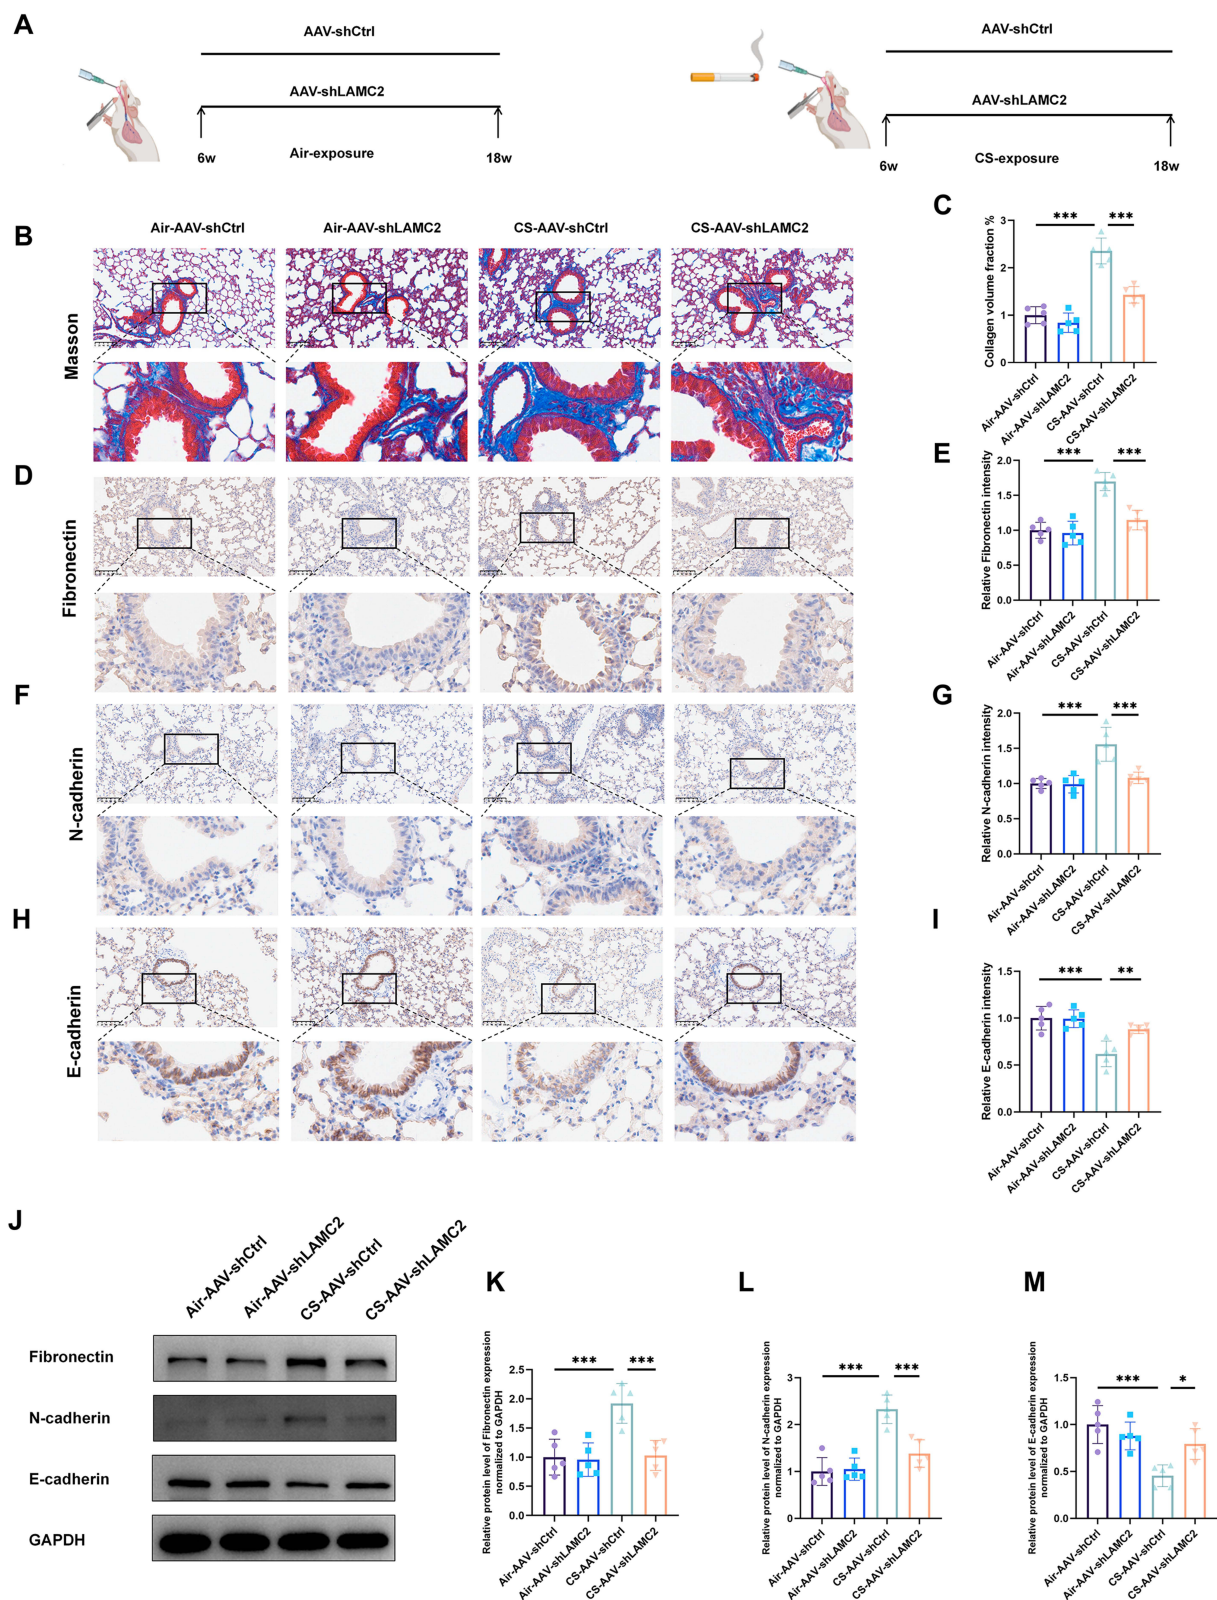 A
AAV-shCtrl
AAV-shLAMC2
6w
Air-exposure
18w
AAV-shCtrl
AAV-shLAMC2
6w
CS-exposure
18w
B
Air-AAV-shCtrl
Air-AAV-shLAMC2
CS-AAV-shCtrl
CS-AAV-shLAMC2
Masson
C
Collagen volume fraction %
3
2
1
0
***
***
Air-AAV-shCtrl
Air-AAV-shLAMC2
CS-AAV-shCtrl
CS-AAV-shLAMC2
D
Fibronectin
E
Relative Fibronectin intensity
2.0
1.5
1.0
0.5
0.0
***
***
Air-AAV-shCtrl
Air-AAV-shLAMC2
CS-AAV-shCtrl
CS-AAV-shLAMC2
F
N-cadherin
G
Relative N-cadherin intensity
2.0
1.5
1.0
0.5
0.0
***
***
Air-AAV-shCtrl
Air-AAV-shLAMC2
CS-AAV-shCtrl
CS-AAV-shLAMC2
H
E-cadherin
I
Relative E-cadherin intensity
1.5
1.0
0.5
0.0
***
**
Air-AAV-shCtrl
Air-AAV-shLAMC2
CS-AAV-shCtrl
CS-AAV-shLAMC2
J
Air-AAV-shCtrl
Air-AAV-shLAMC2
CS-AAV-shCtrl
CS-AAV-shLAMC2
Fibronectin
N-cadherin
E-cadherin
GAPDH
K
Relative protein level of Fibronectin expression
normalized to GAPDH
2.5
2.0
1.5
1.0
0.5
0.0
***
***
Air-AAV-shCtrl
Air-AAV-shLAMC2
CS-AAV-shCtrl
CS-AAV-shLAMC2
L
Relative protein level of N-cadherin expression
normalized to GAPDH
3
2
1
0
***
***
Air-AAV-shCtrl
Air-AAV-shLAMC2
CS-AAV-shCtrl
CS-AAV-shLAMC2
M
Relative protein level of E-cadherin expression
normalized to GAPDH
1.5
1.0
0.5
0.0
***
*
Air-AAV-shCtrl
Air-AAV-shLAMC2
CS-AAV-shCtrl
CS-AAV-shLAMC2